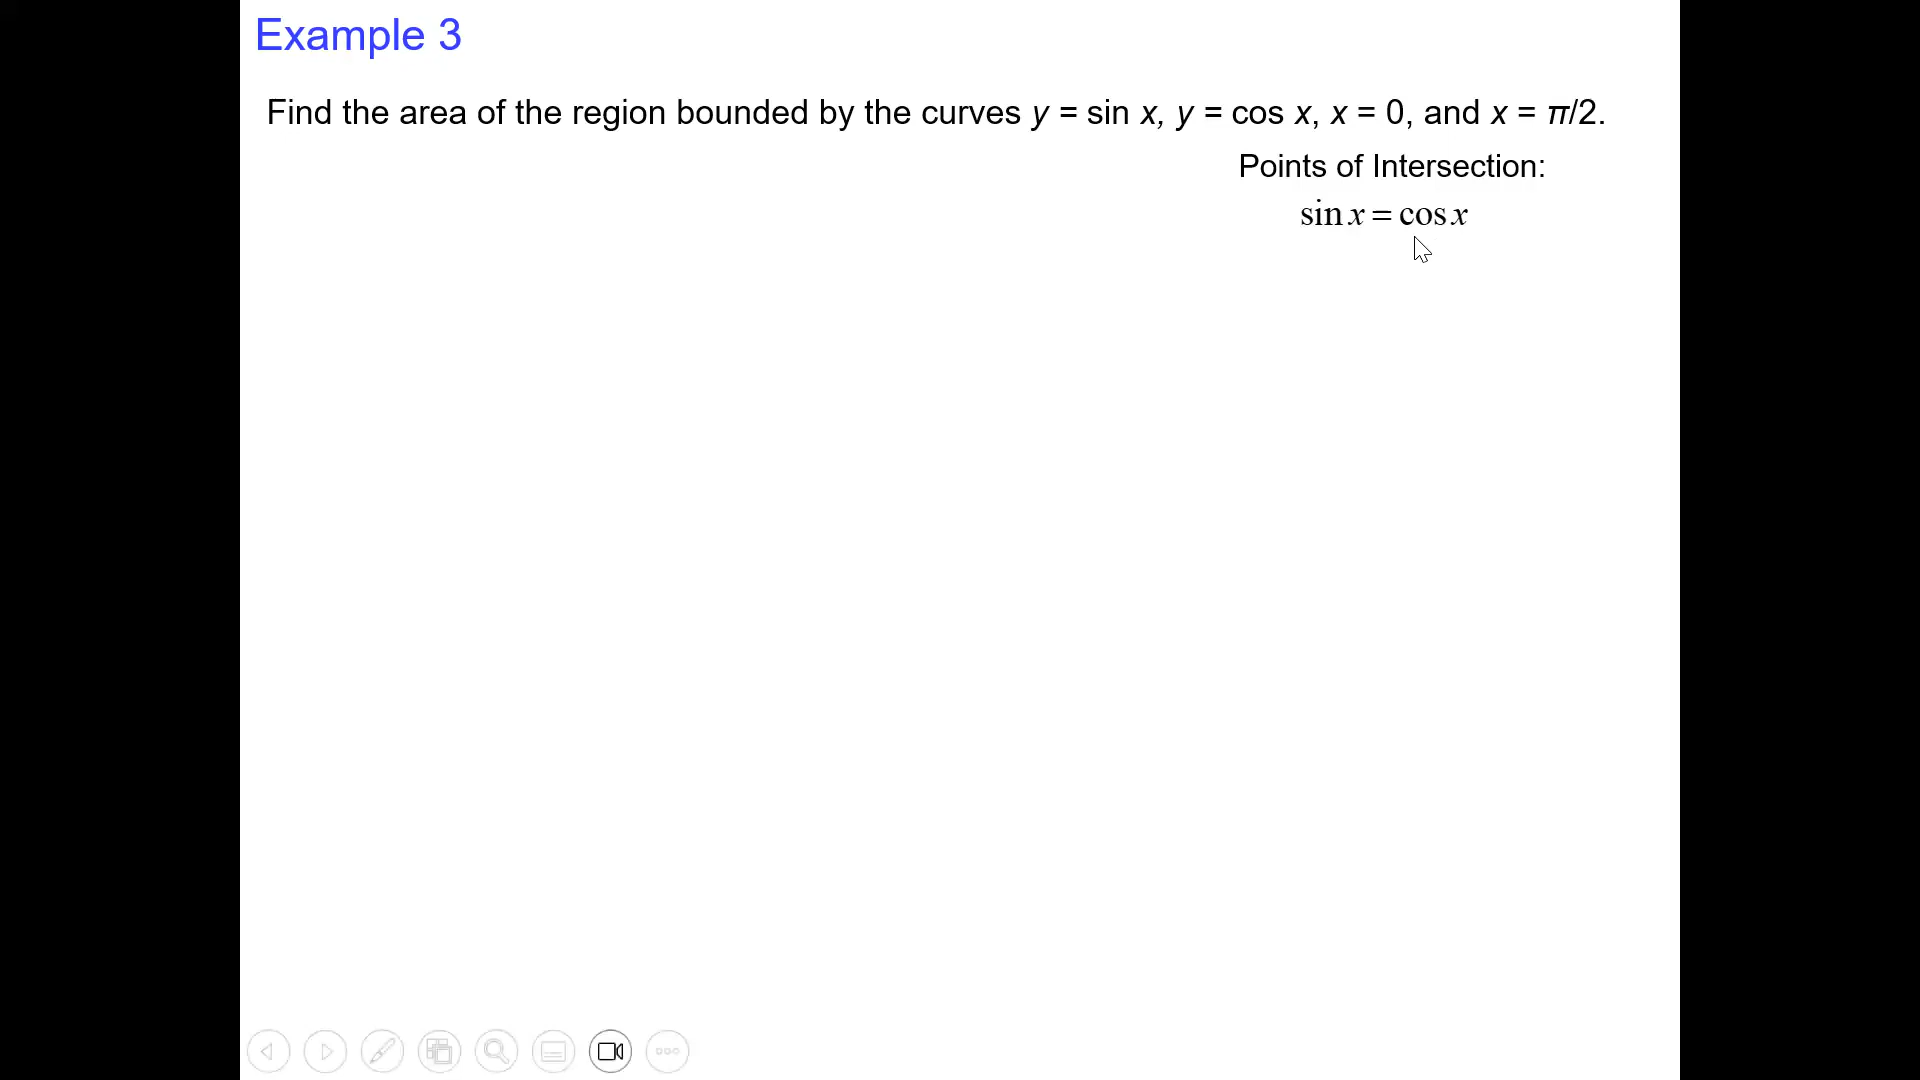 Example 3
Find the area of the region bounded by the curves y = sin x, y = cos x, x = 0, and x = π/2.
Points of Intersection:
sin x = cos x